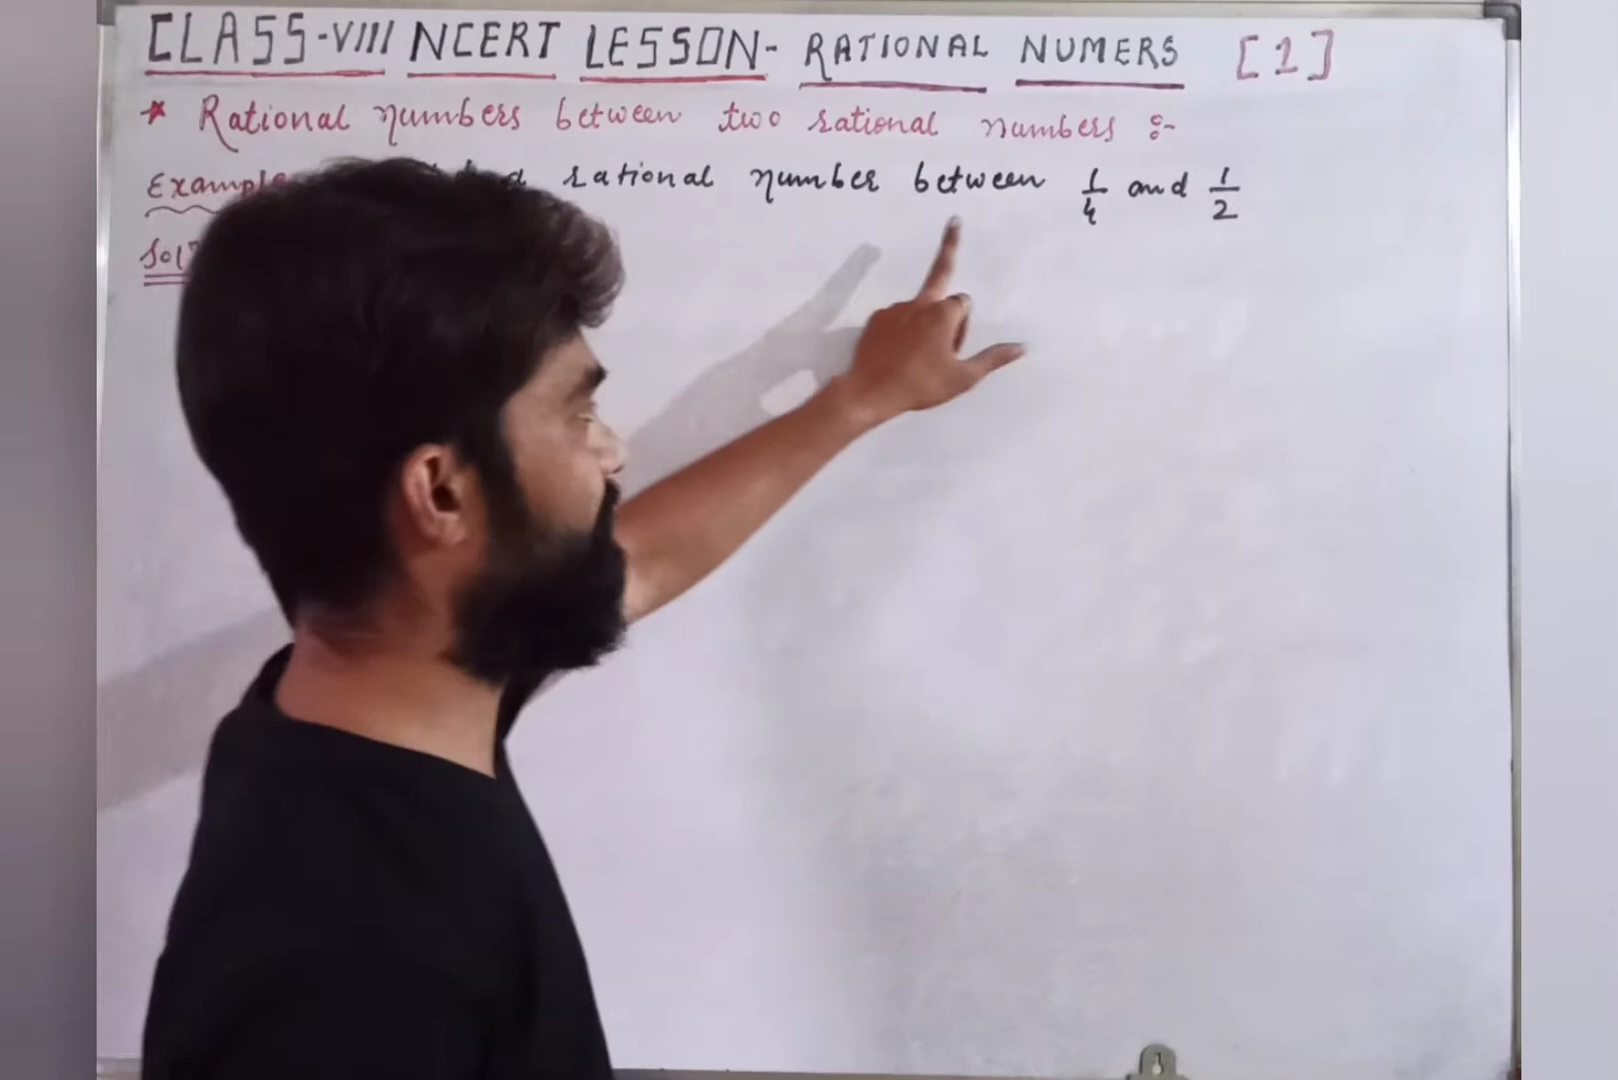 CLASS-VIII NCERT LESSON- RATIONAL NUMERS [1]
* Rational numbers between two rational numbers :-
Example rational number between 1/4 and 1/2
Sol